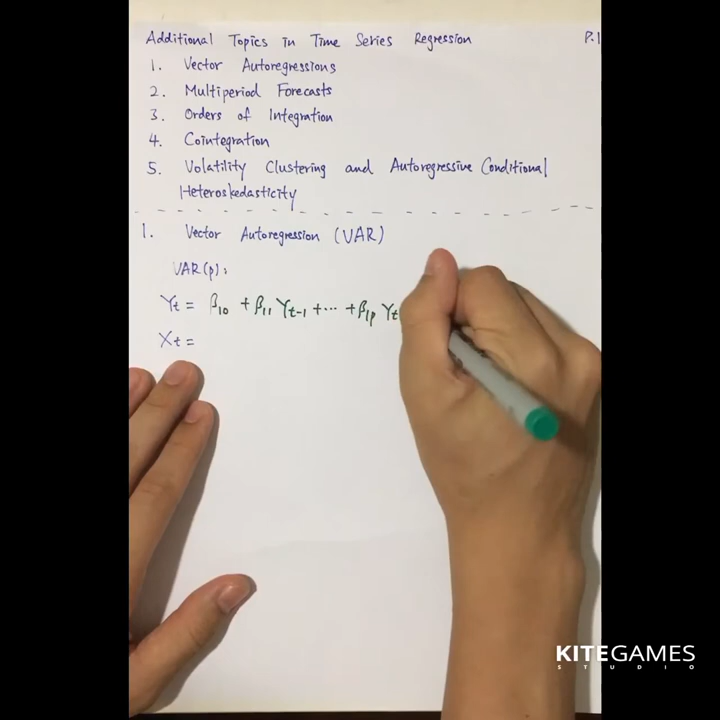 Additional Topics in Time Series Regression P.1
1. Vector Autoregressions
2. Multiperiod Forecasts
3. Orders of Integration
4. Cointegration
5. Volatility Clustering and Autoregressive Conditional
Heteroskedasticity
1. Vector Autoregression (VAR)
VAR(p):
Yt = β10 + β11 Yt-1 + ... + β1p Yt
Xt =
KITEGAMES
STUDIO